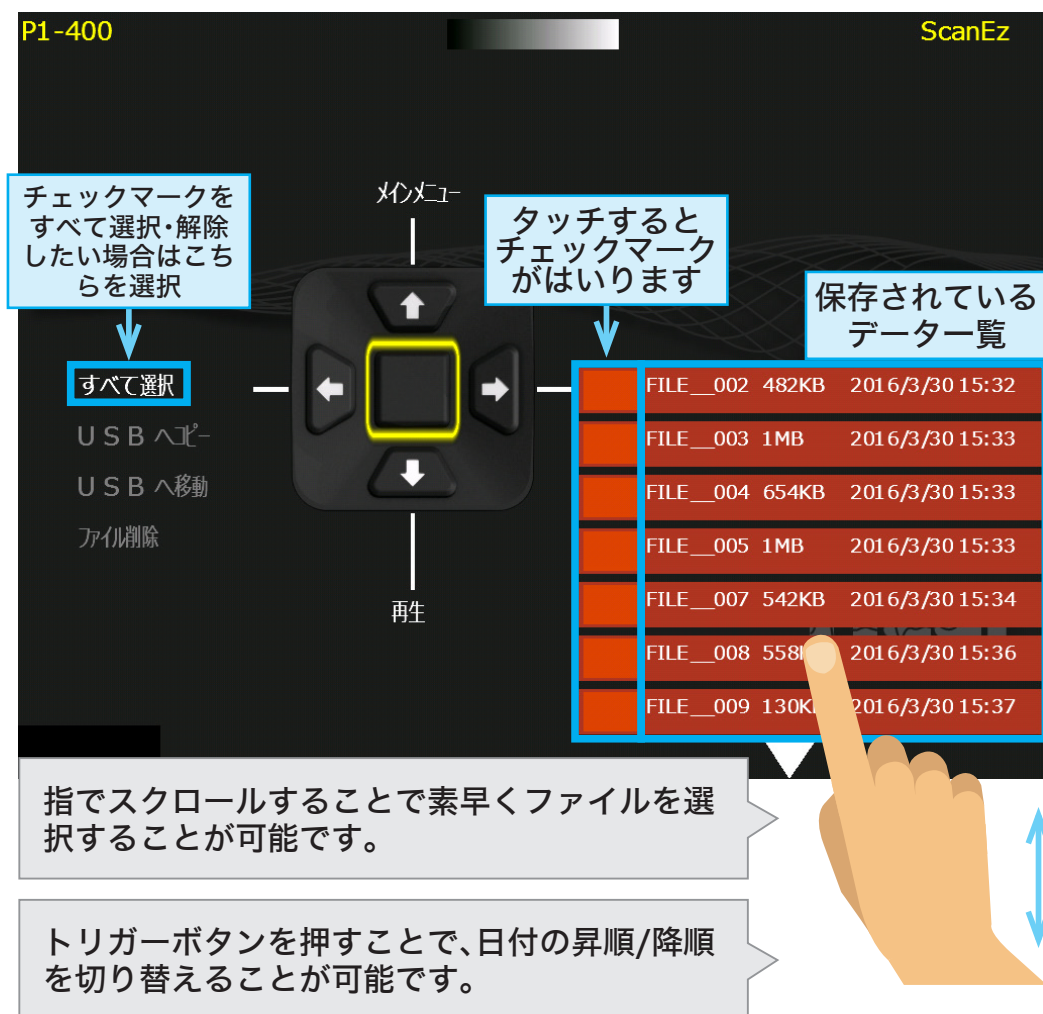 P1-400
ScanEz
チェックマークを
すべて選択・解除
したい場合はこち
らを選択
メインメニュー
タッチすると
チェックマーク
がはいります
保存されている
データ一覧
すべて選択
ＵＳＢへコピー
ＵＳＢへ移動
ファイル削除
再生
FILE__002 482KB 2016/3/30 15:32
FILE__003 1MB 2016/3/30 15:33
FILE__004 654KB 2016/3/30 15:33
FILE__005 1MB 2016/3/30 15:33
FILE__007 542KB 2016/3/30 15:34
FILE__008 558 2016/3/30 15:36
FILE__009 130K 2016/3/30 15:37
指でスクロールすることで素早くファイルを選
択することが可能です。
トリガーボタンを押すことで、日付の昇順/降順
を切り替えることが可能です。